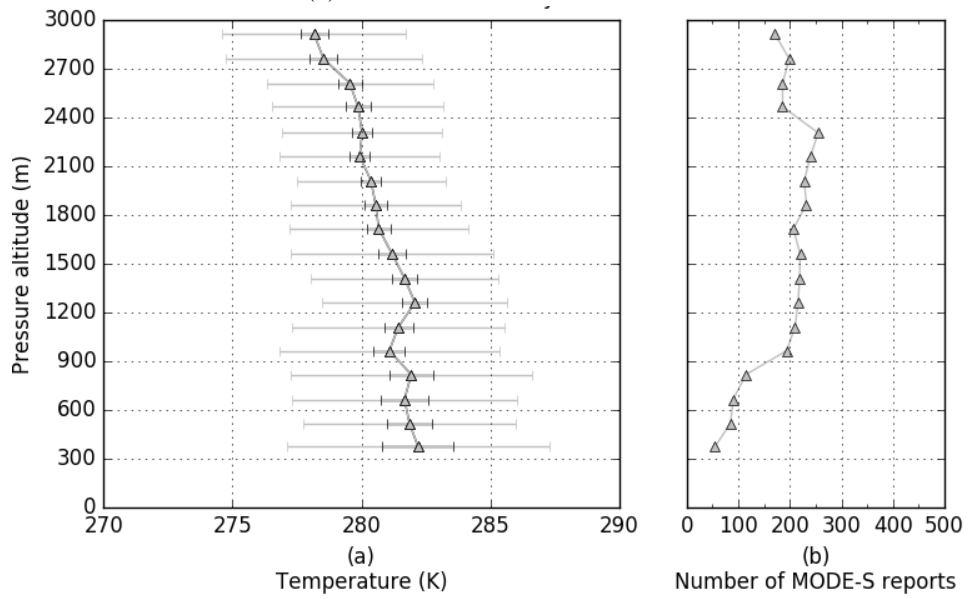 3000
2700
2400
2100
1800
1500
1200
900
600
300
0
Pressure altitude (m)
270 275 280 285 290
(a)
Temperature (K)
0 100 200 300 400 500
(b)
Number of MODE-S reports